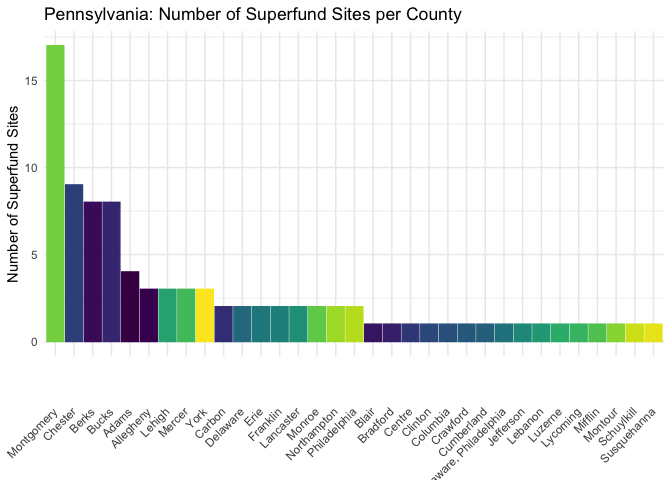 Pennsylvania: Number of Superfund Sites per County
Number of Superfund Sites
15
10
5
0
Montgomery
Chester
Berks
Bucks
Adams
Allegheny
Lehigh
Mercer
York
Carbon
Delaware
Erie
Franklin
Lancaster
Monroe
Northampton
Philadelphia
Blair
Bradford
Centre
Clinton
Columbia
Crawford
Cumberland
elaware, Philadelphia
Jefferson
Lebanon
Luzerne
Lycoming
Mifflin
Montour
Schuylkill
Susquehanna